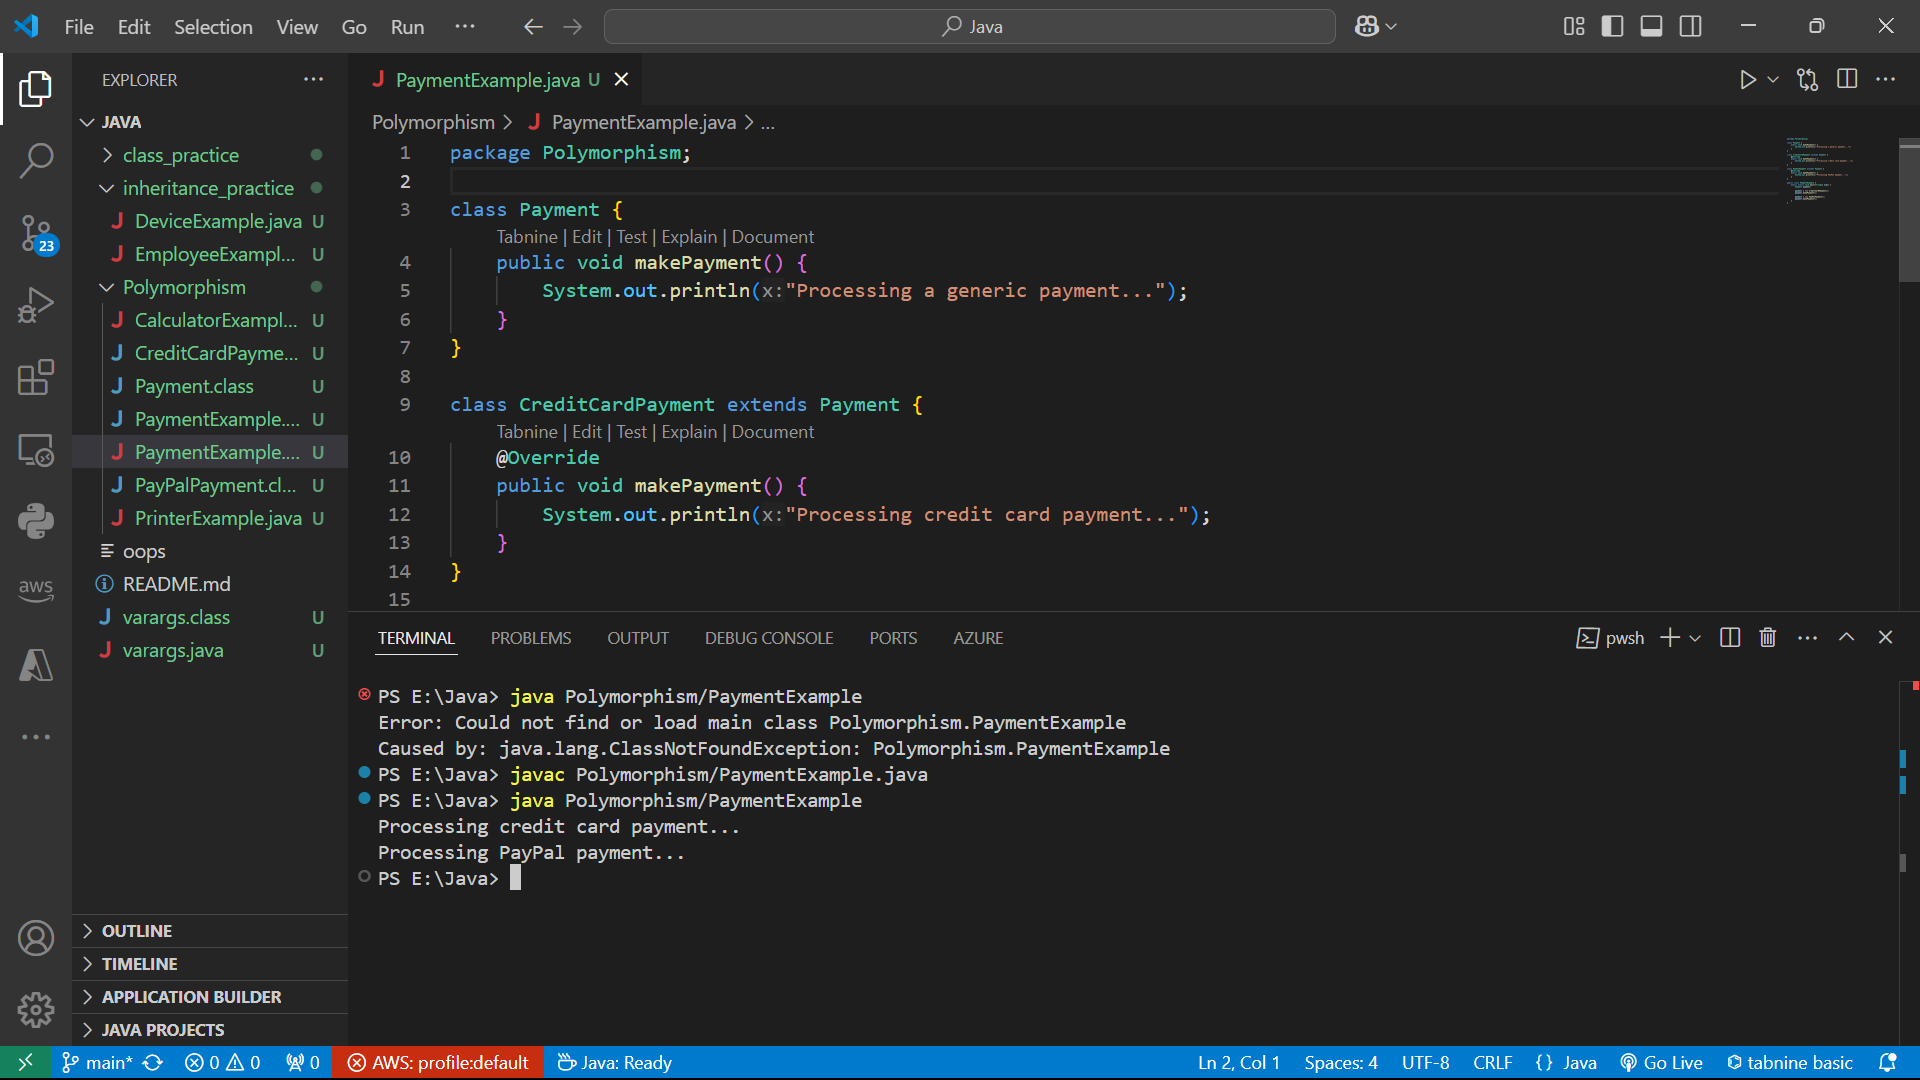 File Edit Selection View Go Run ... Java
EXPLORER
JAVA
class_practice
inheritance_practice
DeviceExample.java U
EmployeeExampl... U
Polymorphism
CalculatorExampl... U
CreditCardPayme... U
Payment.class U
PaymentExample.... U
PaymentExample.... U
PayPalPayment.cl... U
PrinterExample.java U
oops
README.md
varargs.class U
varargs.java U
OUTLINE
TIMELINE
APPLICATION BUILDER
JAVA PROJECTS
23
aws
PaymentExample.java U
Polymorphism > PaymentExample.java > ...
1 package Polymorphism;
2
3 class Payment {
Tabnine | Edit | Test | Explain | Document
4 public void makePayment() {
5 System.out.println(x:"Processing a generic payment...");
6 }
7 }
8
9 class CreditCardPayment extends Payment {
Tabnine | Edit | Test | Explain | Document
10 @Override
11 public void makePayment() {
12 System.out.println(x:"Processing credit card payment...");
13 }
14 }
15
TERMINAL PROBLEMS OUTPUT DEBUG CONSOLE PORTS AZURE pwsh
PS E:\Java> java Polymorphism/PaymentExample
Error: Could not find or load main class Polymorphism.PaymentExample
Caused by: java.lang.ClassNotFoundException: Polymorphism.PaymentExample
PS E:\Java> javac Polymorphism/PaymentExample.java
PS E:\Java> java Polymorphism/PaymentExample
Processing credit card payment...
Processing PayPal payment...
PS E:\Java>
main* 0 0 0 AWS: profile:default Java: Ready Ln 2, Col 1 Spaces: 4 UTF-8 CRLF {} Java Go Live tabnine basic